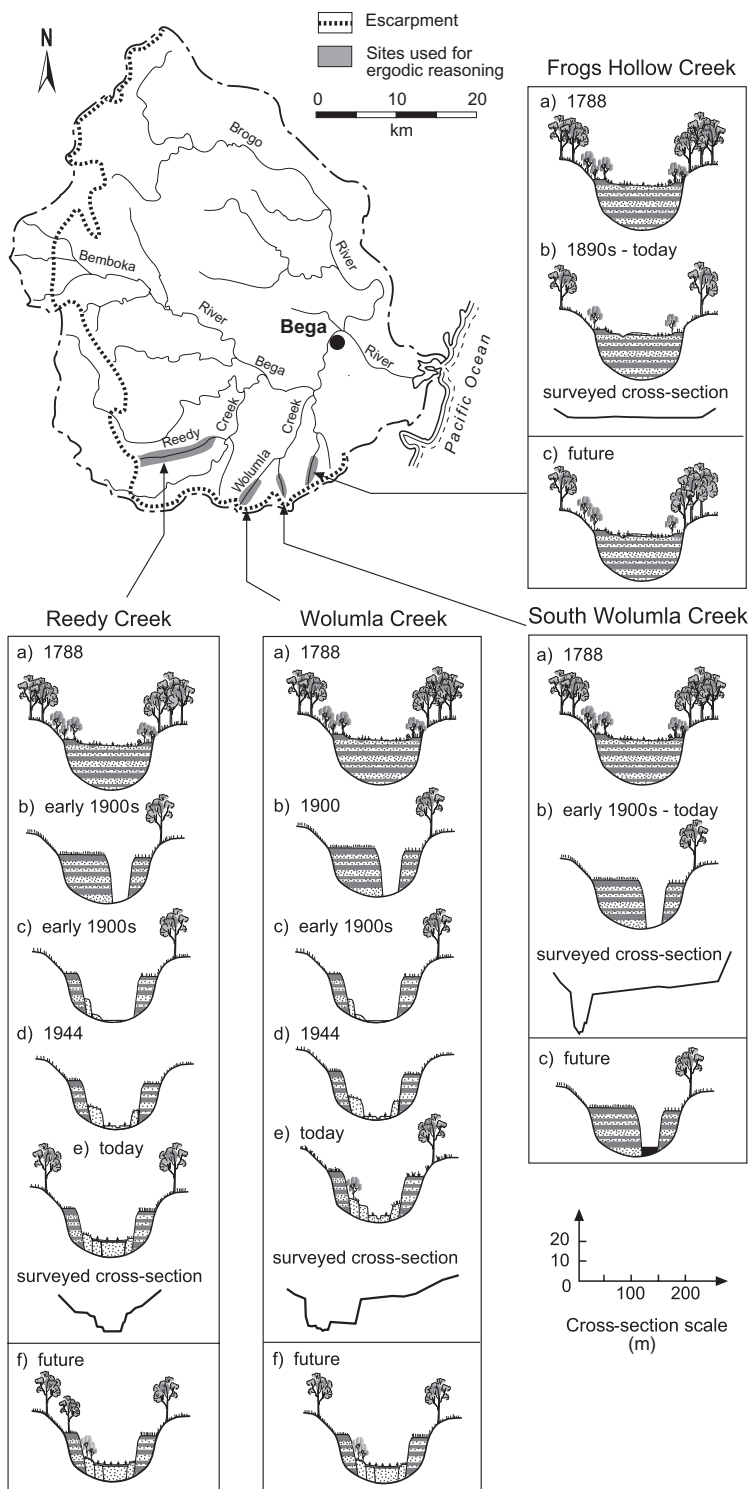 N
Escarpment
Sites used for
ergodic reasoning
0 10 20
km
Brogo
River
Bemboka
River
Bega
Bega
River
Pacific Ocean
Reedy
Creek
Wolumla
Creek
Frogs Hollow Creek
a) 1788
b) 1890s - today
surveyed cross-section
c) future
Reedy Creek
a) 1788
b) early 1900s
c) early 1900s
d) 1944
e) today
surveyed cross-section
f) future
Wolumla Creek
a) 1788
b) 1900
c) early 1900s
d) 1944
e) today
surveyed cross-section
f) future
South Wolumla Creek
a) 1788
b) early 1900s - today
surveyed cross-section
c) future
20
10
0
100 200
Cross-section scale
(m)